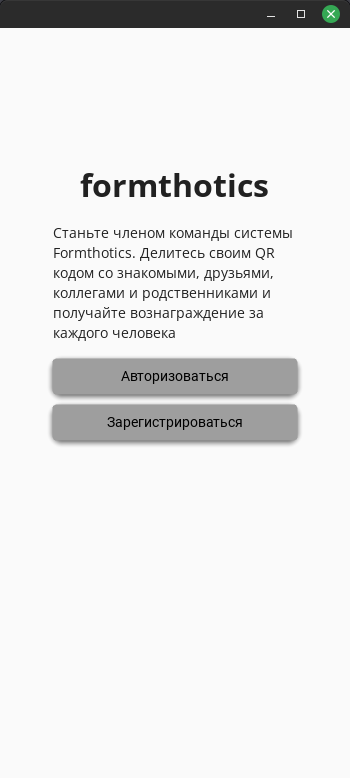 formthotics
Станьте членом команды системы
Formthotics. Делитесь своим QR
кодом со знакомыми, друзьями,
коллегами и родственниками и
получайте вознаграждение за
каждого человека
Авторизоваться
Зарегистрироваться